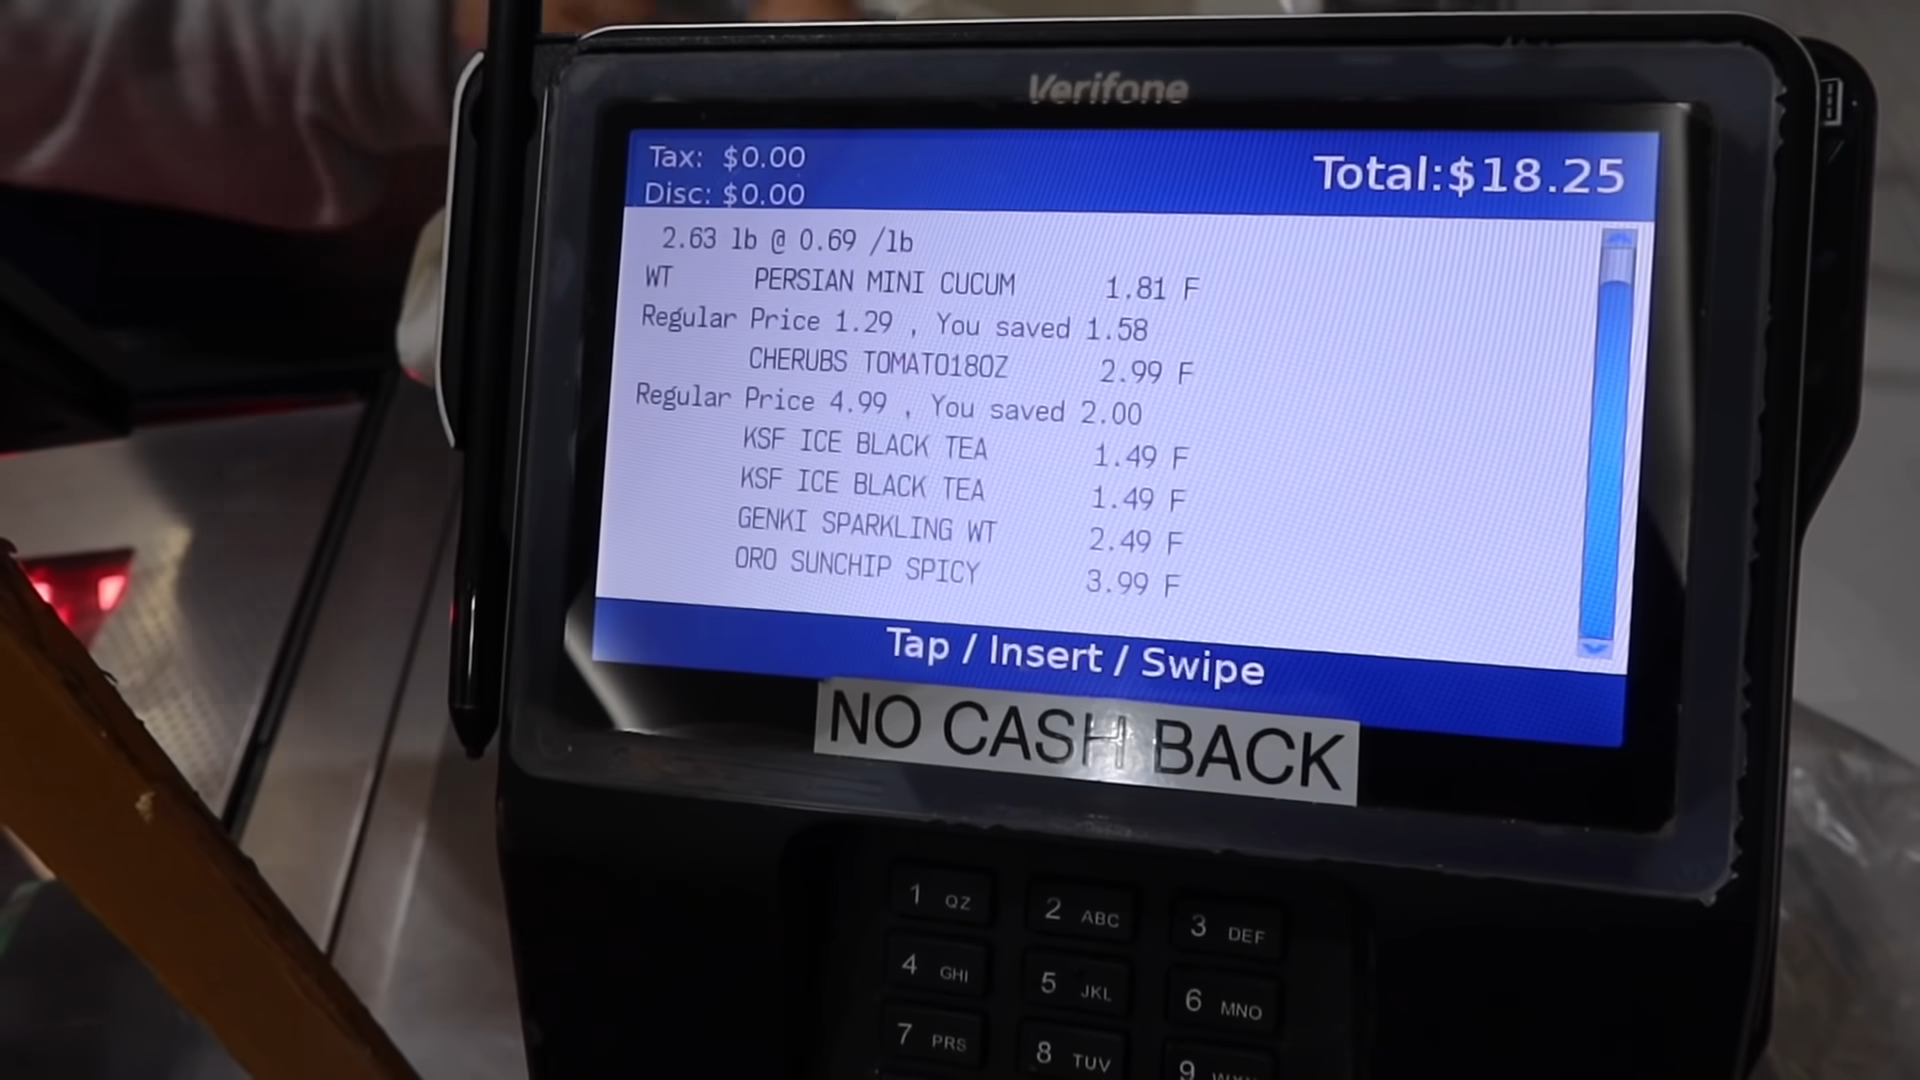 Verifone
Tax: $0.00
Disc: $0.00
Total:$18.25
2.63 lb @ 0.69 /lb
WT PERSIAN MINI CUCUM 1.81 F
Regular Price 1.29 , You saved 1.58
CHERUBS TOMATO18OZ 2.99 F
Regular Price 4.99 , You saved 2.00
KSF ICE BLACK TEA 1.49 F
KSF ICE BLACK TEA 1.49 F
GENKI SPARKLING WT 2.49 F
ORO SUNCHIP SPICY 3.99 F
Tap / Insert / Swipe
NO CASH BACK
1 QZ 2 ABC 3 DEF
4 GHI 5 JKL 6 MNO
7 PRS 8 TUV 9